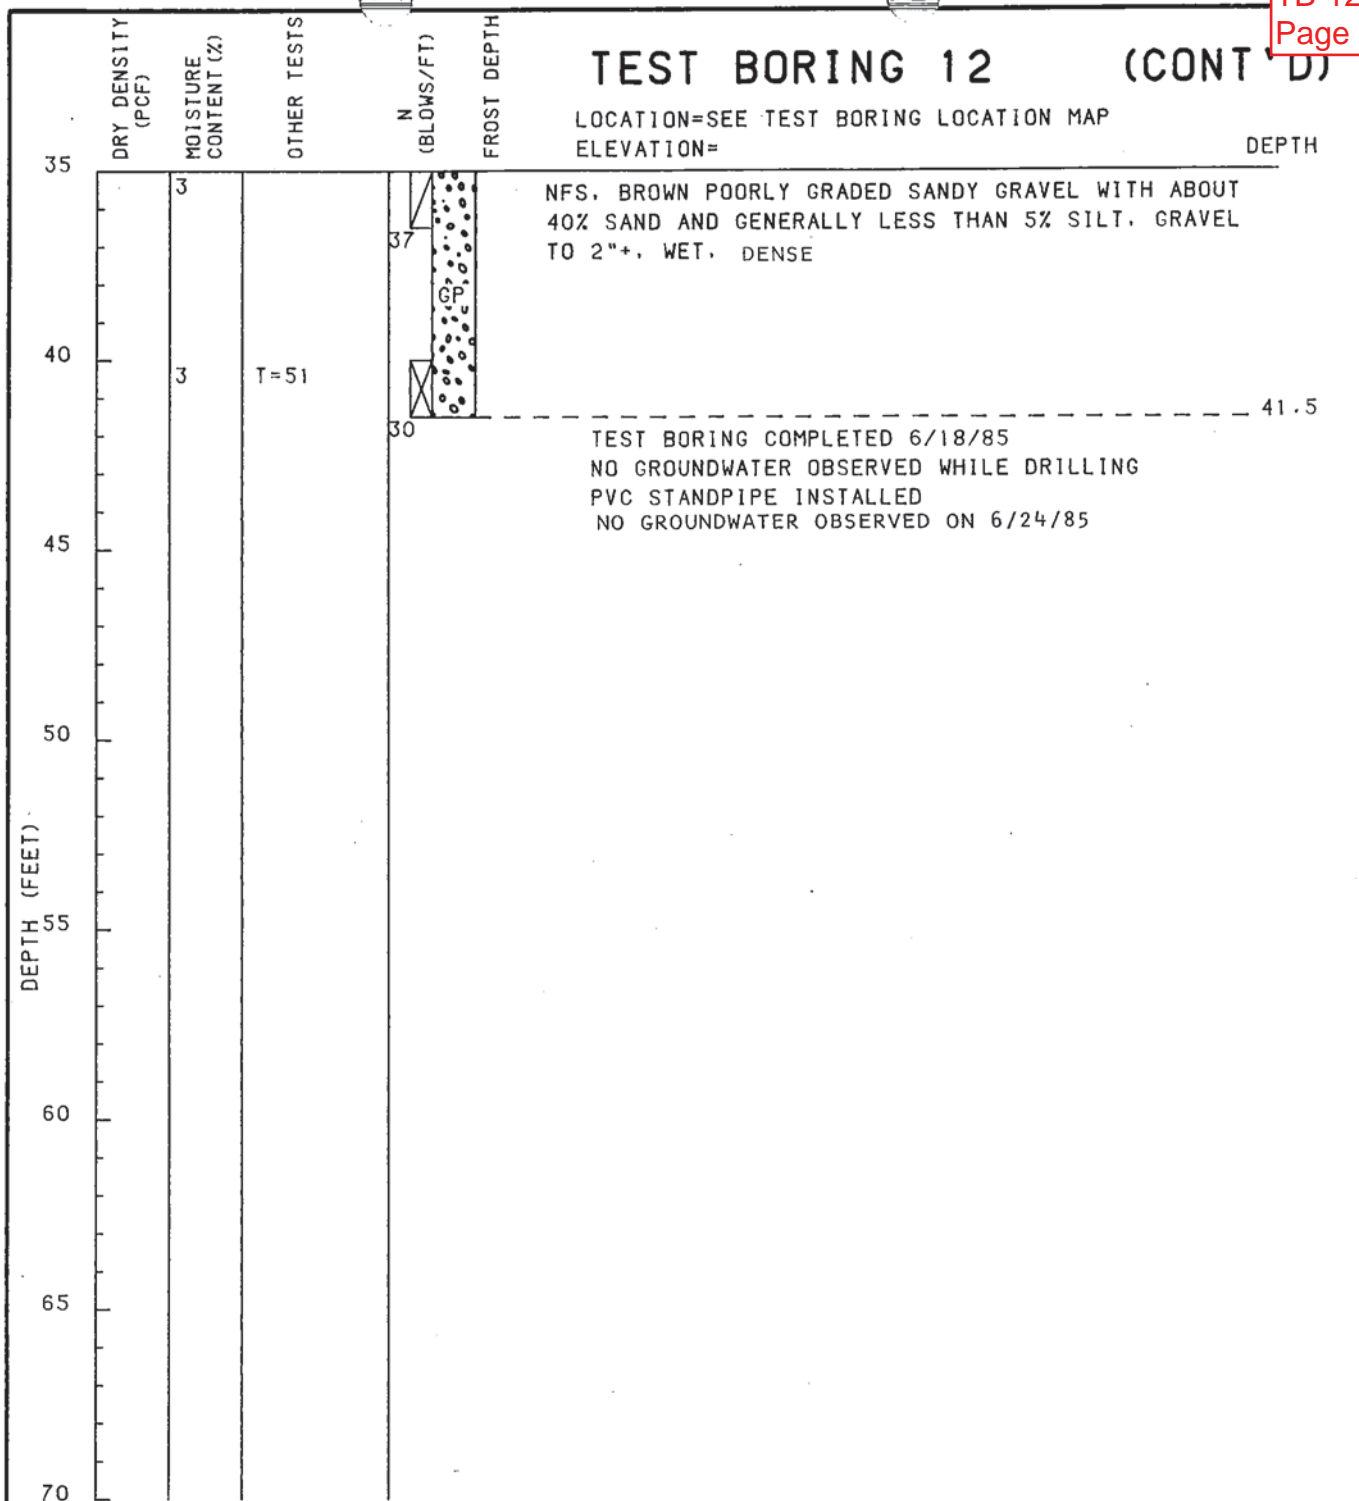 Page
TEST BORING 12 (CONT'D)
LOCATION=SEE TEST BORING LOCATION MAP
ELEVATION=
DEPTH
DRY DENSITY
(PCF)
MOISTURE
CONTENT (%)
OTHER TESTS
N
(BLOWS/FT)
FROST DEPTH
35
3
NFS, BROWN POORLY GRADED SANDY GRAVEL WITH ABOUT
40% SAND AND GENERALLY LESS THAN 5% SILT, GRAVEL
37
TO 2"+, WET, DENSE
GP
40
3
T=51
41.5
30
TEST BORING COMPLETED 6/18/85
NO GROUNDWATER OBSERVED WHILE DRILLING
PVC STANDPIPE INSTALLED
NO GROUNDWATER OBSERVED ON 6/24/85
45
50
DEPTH (FEET)
55
60
65
70